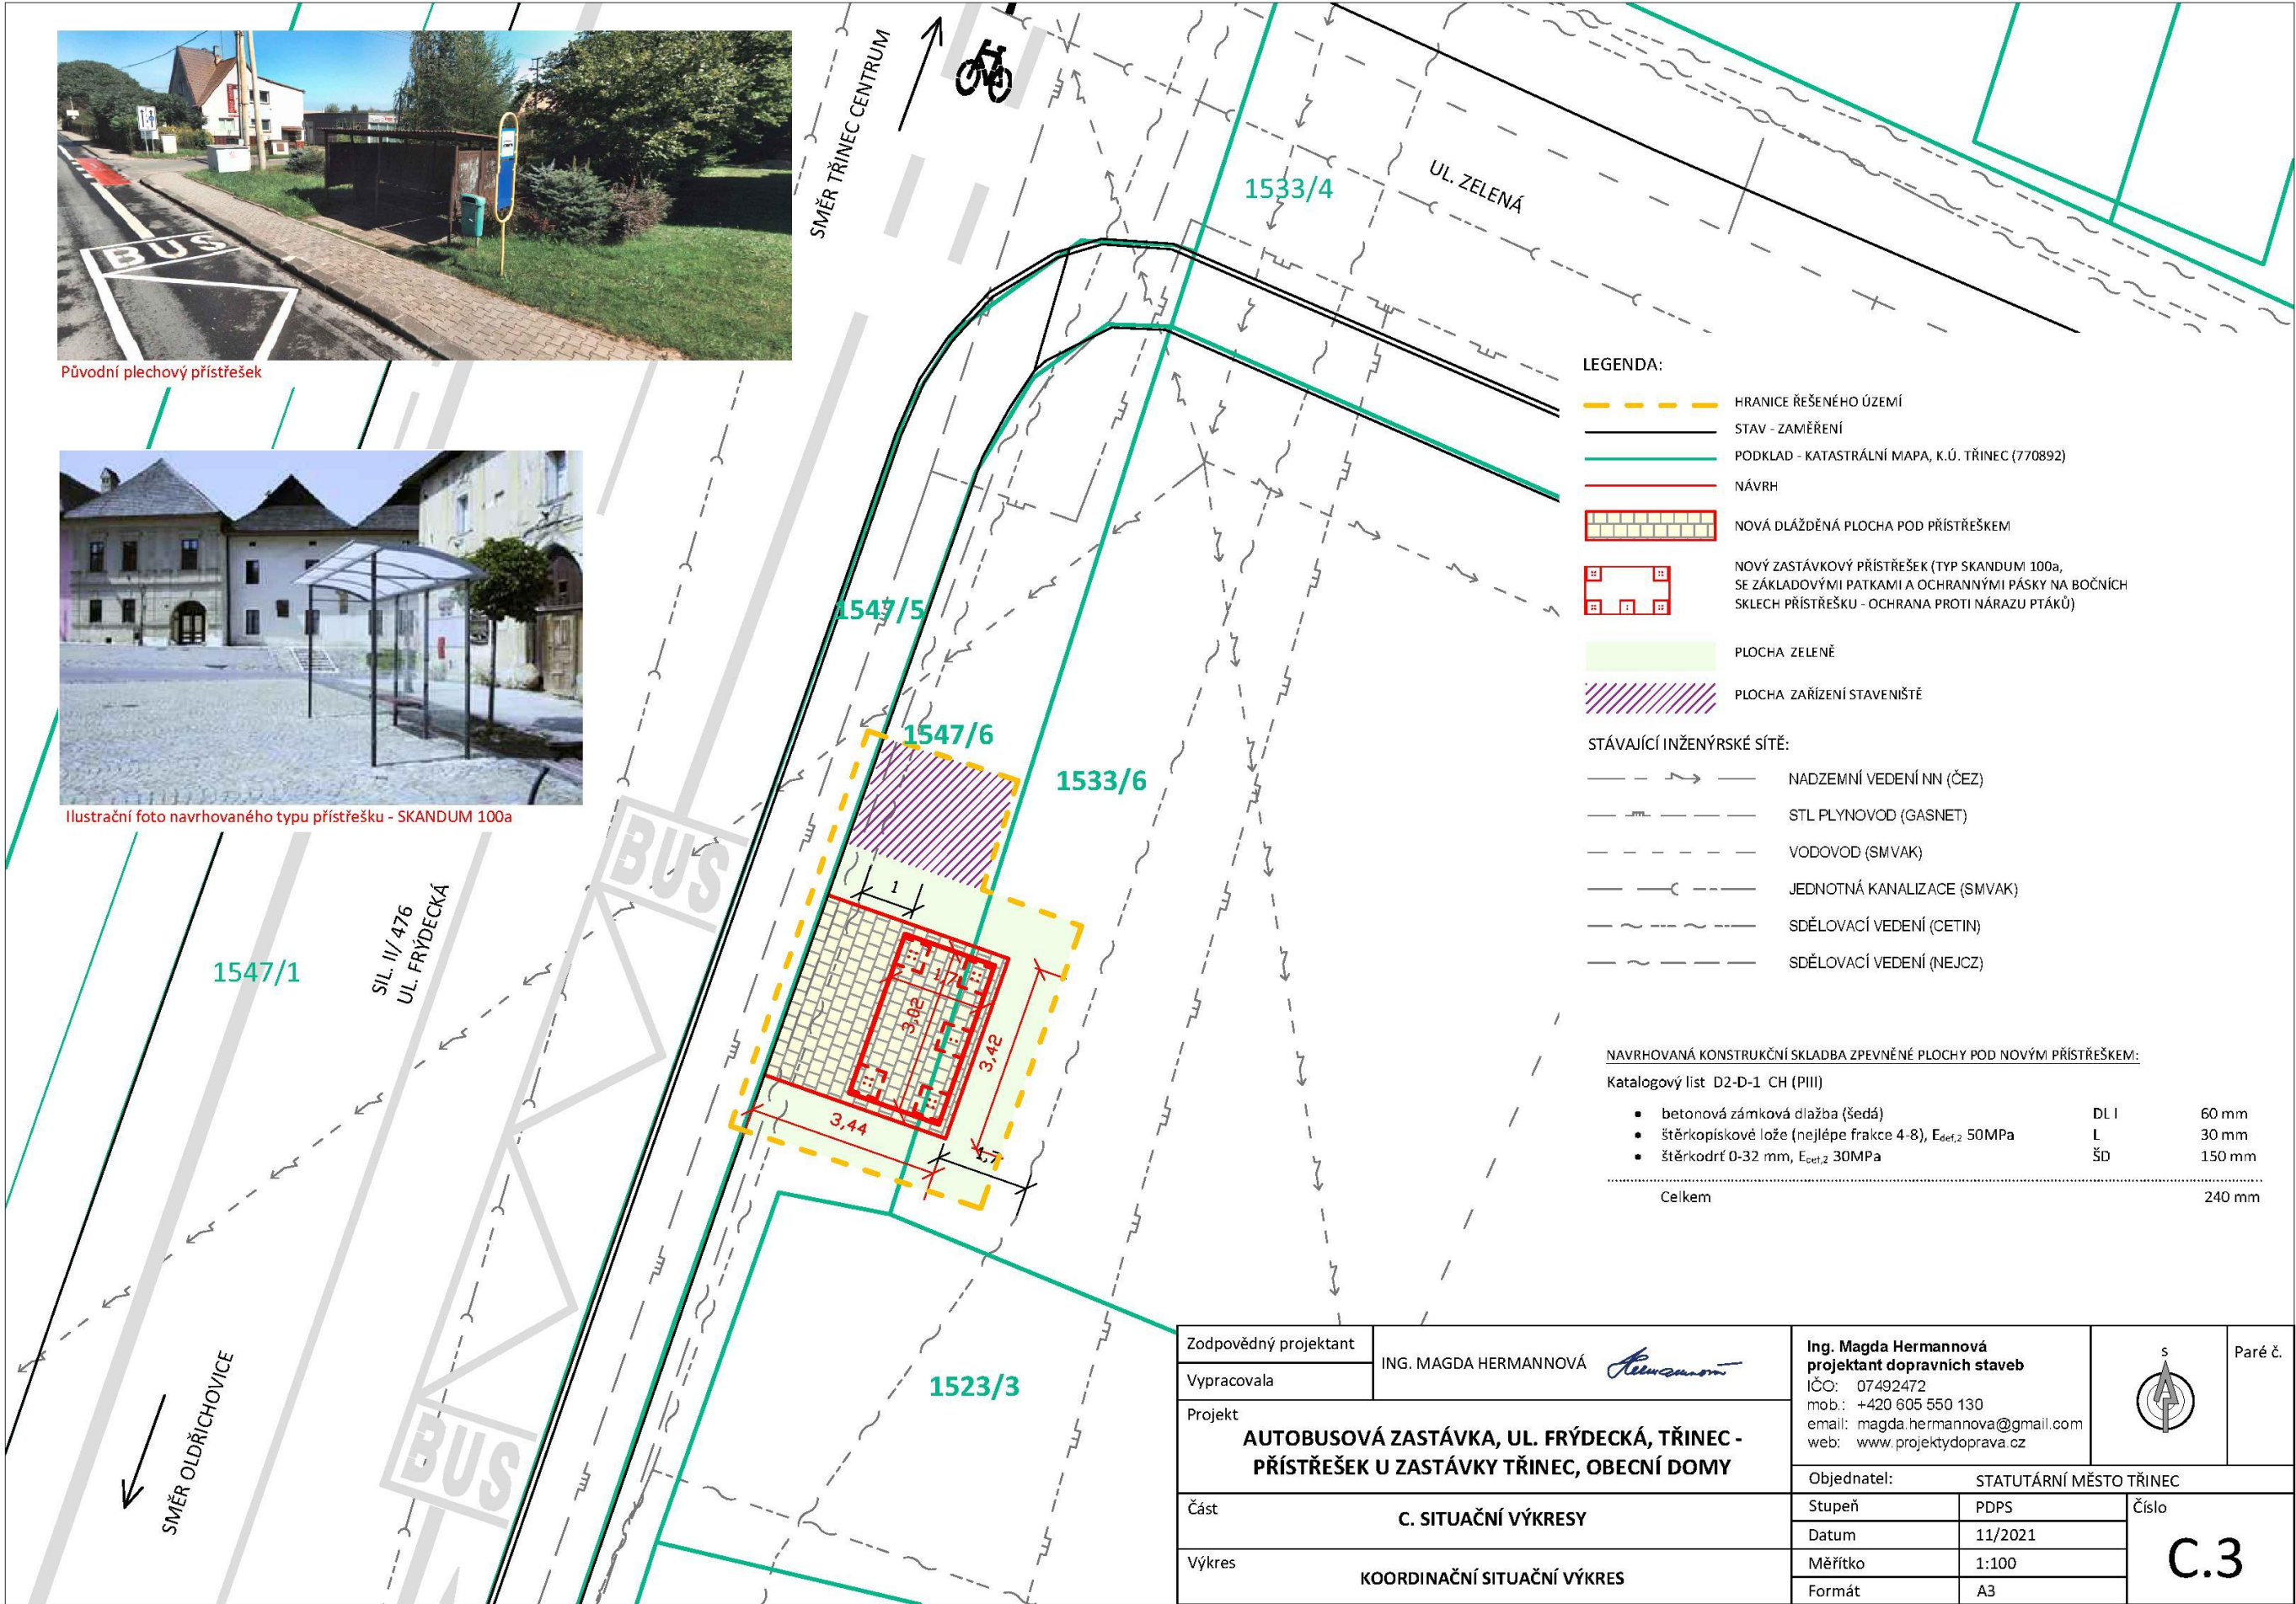 BUS
Původní plechový přístřešek
Ilustrační foto navrhovaného typu přístřešku - SKANDUM 100a
SMĚR TŘINEC CENTRUM
1533/4
UL. ZELENÁ
1547/5
1547/6
1533/6
BUS
1547/1
SIL. II/ 476
UL. FRÝDECKÁ
1
1,7
3,02
3,42
3,44
1,7
1523/3
BUS
SMĚR OLDŘICHOVICE
LEGENDA:
HRANICE ŘEŠENÉHO ÚZEMÍ
STAV - ZAMĚŘENÍ
PODKLAD - KATASTRÁLNÍ MAPA, K.Ú. TŘINEC (770892)
NÁVRH
NOVÁ DLÁŽDĚNÁ PLOCHA POD PŘÍSTŘEŠKEM
NOVÝ ZASTÁVKOVÝ PŘÍSTŘEŠEK (TYP SKANDUM 100a,
SE ZÁKLADOVÝMI PATKAMI A OCHRANNÝMI PÁSKY NA BOČNÍCH
SKLECH PŘÍSTŘEŠKU - OCHRANA PROTI NÁRAZU PTÁKŮ)
PLOCHA ZELENĚ
PLOCHA ZAŘÍZENÍ STAVENIŠTĚ
STÁVAJÍCÍ INŽENÝRSKÉ SÍTĚ:
NADZEMNÍ VEDENÍ NN (ČEZ)
STL PLYNOVOD (GASNET)
VODOVOD (SMVAK)
JEDNOTNÁ KANALIZACE (SMVAK)
SDĚLOVACÍ VEDENÍ (CETIN)
SDĚLOVACÍ VEDENÍ (NEJCZ)
NAVRHOVANÁ KONSTRUKČNÍ SKLADBA ZPEVNĚNÉ PLOCHY POD NOVÝM PŘÍSTŘEŠKEM:
Katalogový list D2-D-1 CH (PIII)
• betonová zámková dlažba (šedá) DL I 60 mm
• štěrkopískové lože (nejlépe frakce 4-8), Edef,2 50MPa L 30 mm
• štěrkodrť 0-32 mm, Edef,2 30MPa ŠD 150 mm
Celkem 240 mm
Zodpovědný projektant
Vypracovala
ING. MAGDA HERMANNOVÁ
Hermannová
Projekt
AUTOBUSOVÁ ZASTÁVKA, UL. FRÝDECKÁ, TŘINEC -
PŘÍSTŘEŠEK U ZASTÁVKY TŘINEC, OBECNÍ DOMY
Část
C. SITUAČNÍ VÝKRESY
Výkres
KOORDINAČNÍ SITUAČNÍ VÝKRES
Ing. Magda Hermannová
projektant dopravních staveb
IČO: 07492472
mob.: +420 605 550 130
email: magda.hermannova@gmail.com
web: www.projektydoprava.cz
S
Paré č.
Objednatel: STATUTÁRNÍ MĚSTO TŘINEC
Stupeň PDPS
Datum 11/2021
Měřítko 1:100
Formát A3
Číslo
C.3